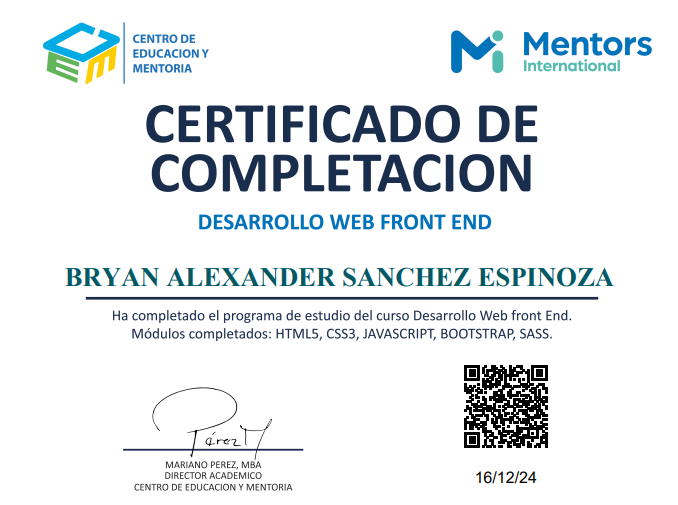 CENTRO DE
EDUCACION Y
MENTORIA
CEM
Mentors
International
CERTIFICADO DE
COMPLETACION
DESARROLLO WEB FRONT END
BRYAN ALEXANDER SANCHEZ ESPINOZA
Ha completado el programa de estudio del curso Desarrollo Web front End.
Módulos completados: HTML5, CSS3, JAVASCRIPT, BOOTSTRAP, SASS.
PérezM
MARIANO PEREZ, MBA
DIRECTOR ACADEMICO
CENTRO DE EDUCACION Y MENTORIA
16/12/24